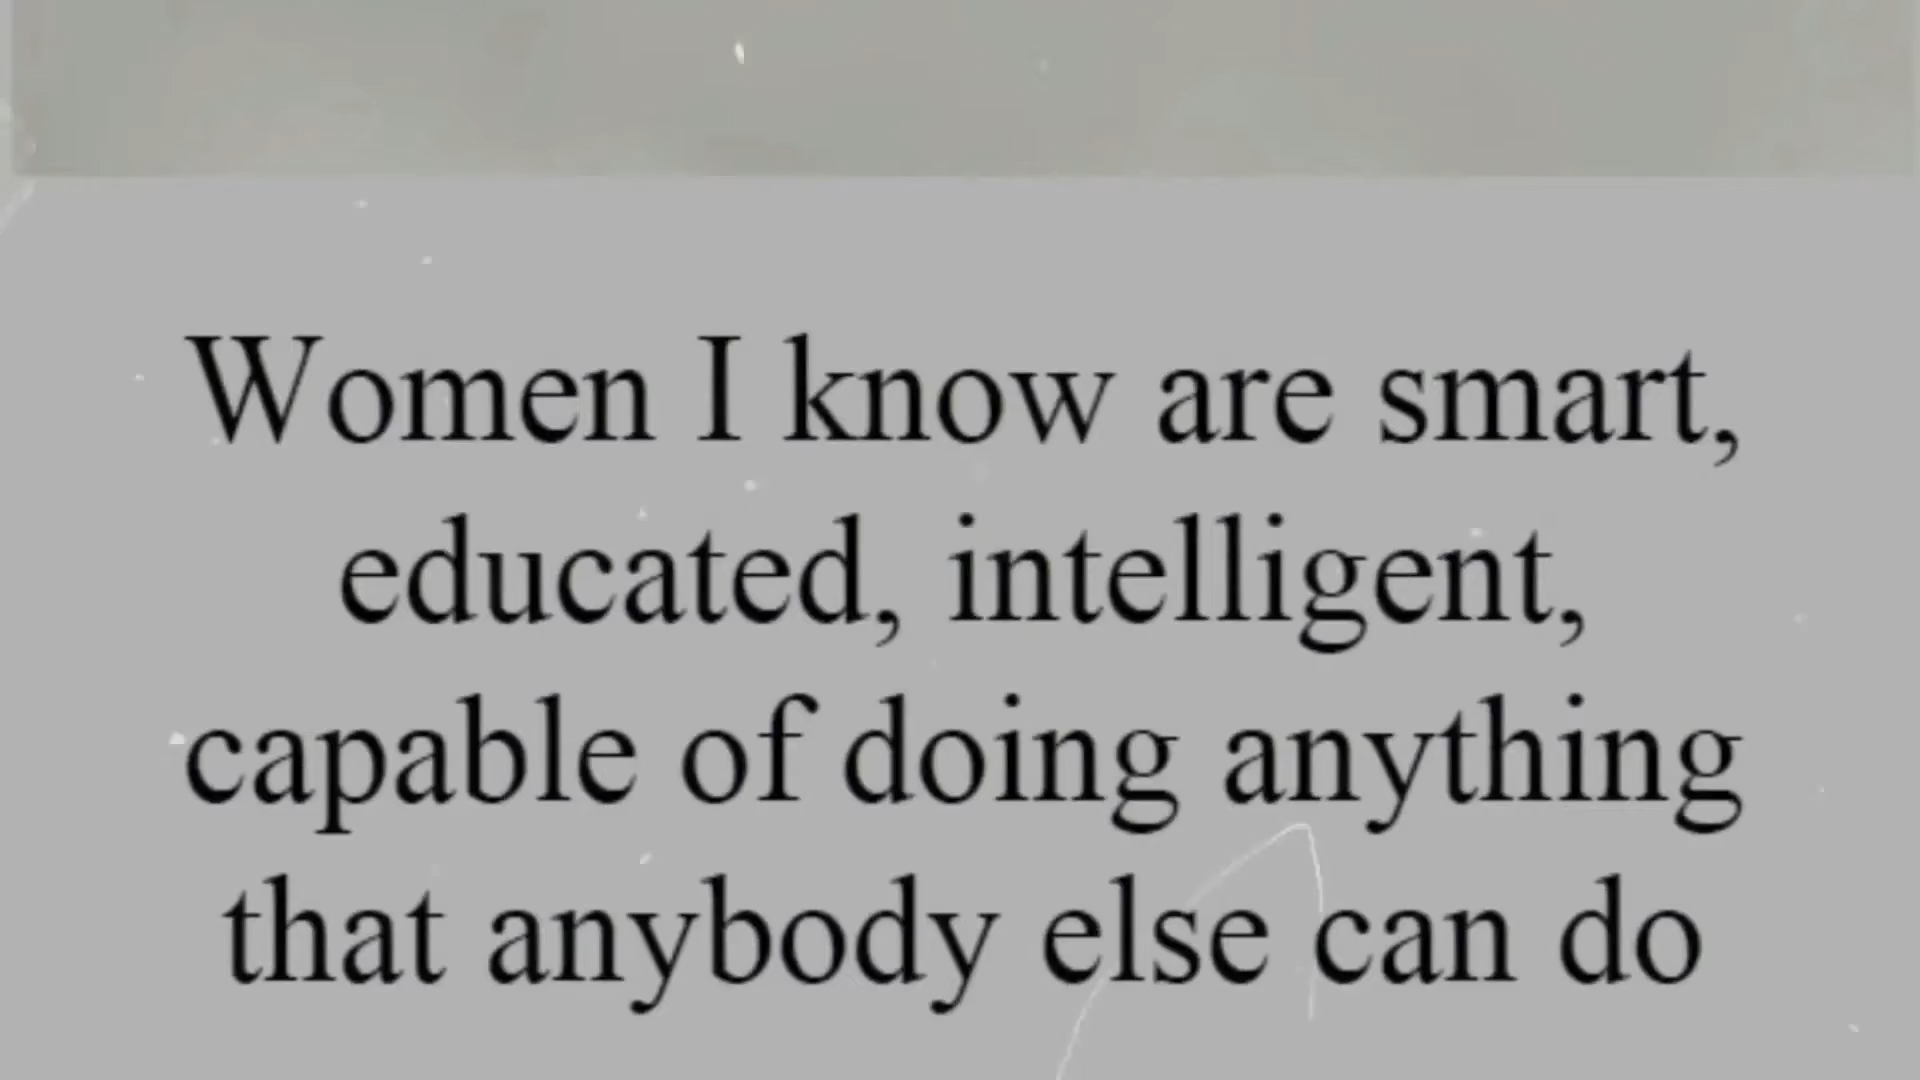 Women I know are smart,
educated, intelligent,
capable of doing anything
that anybody else can do